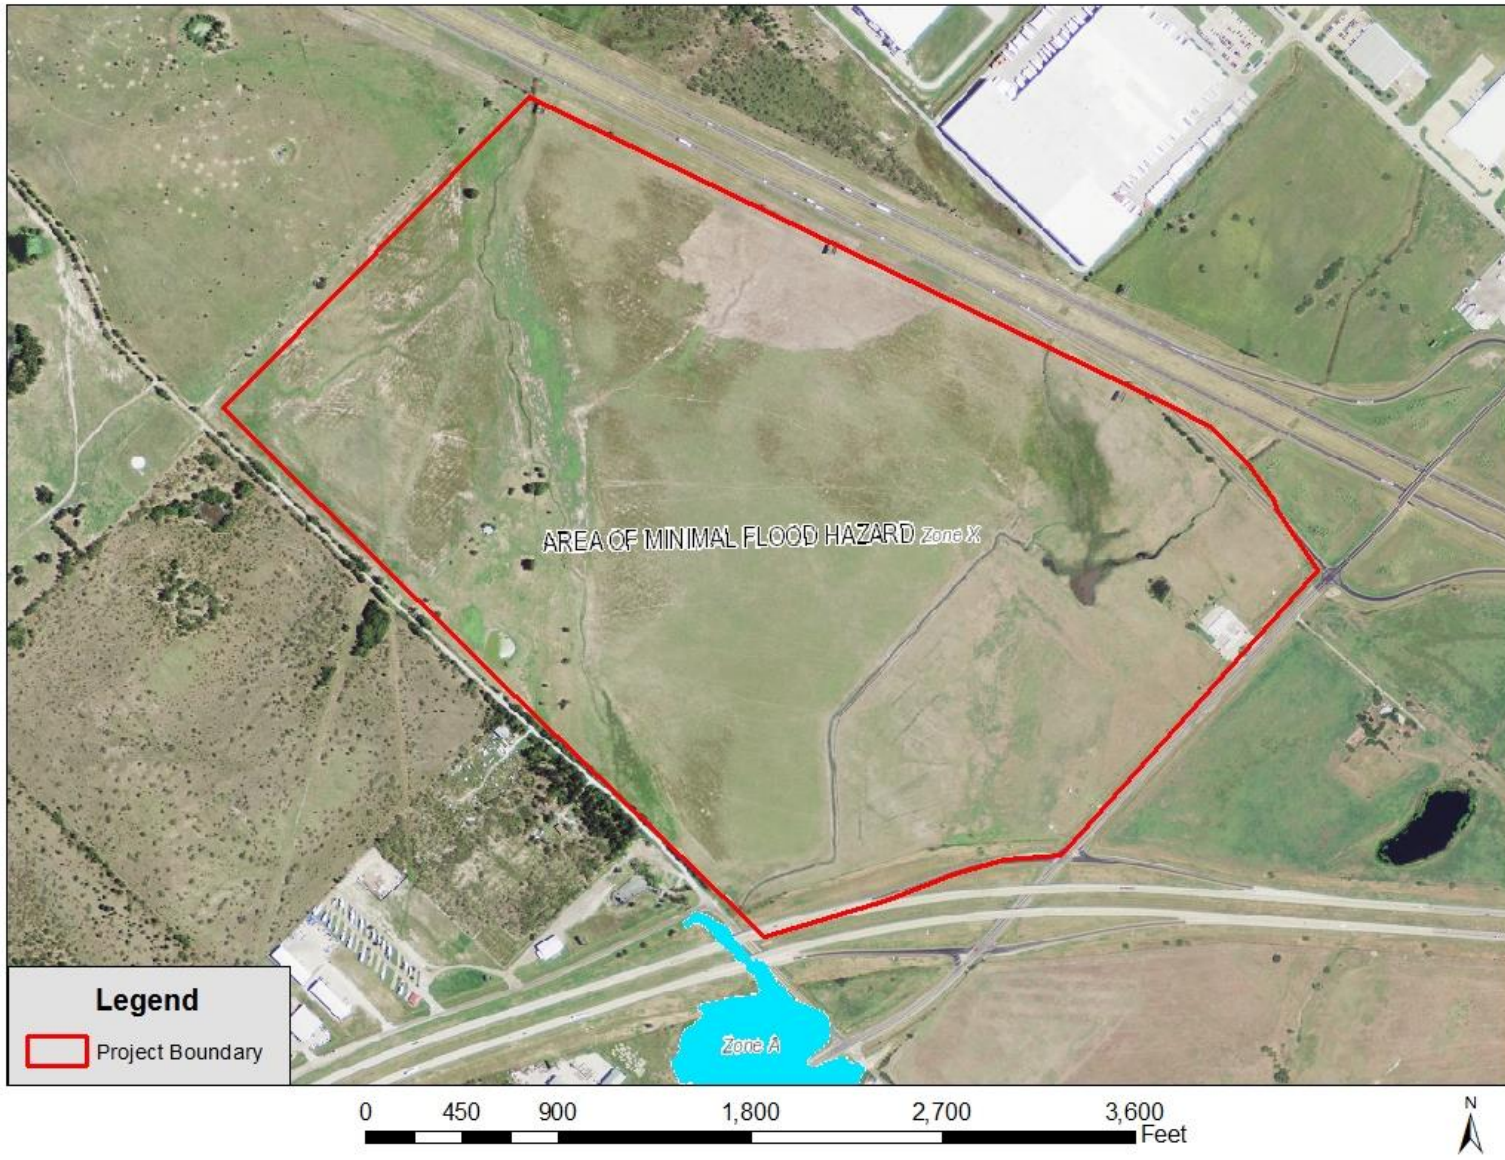 AREA OF MINIMAL FLOOD HAZARD Zone X
Zone A
Legend
Project Boundary
0 450 900 1,800 2,700 3,600
Feet
N